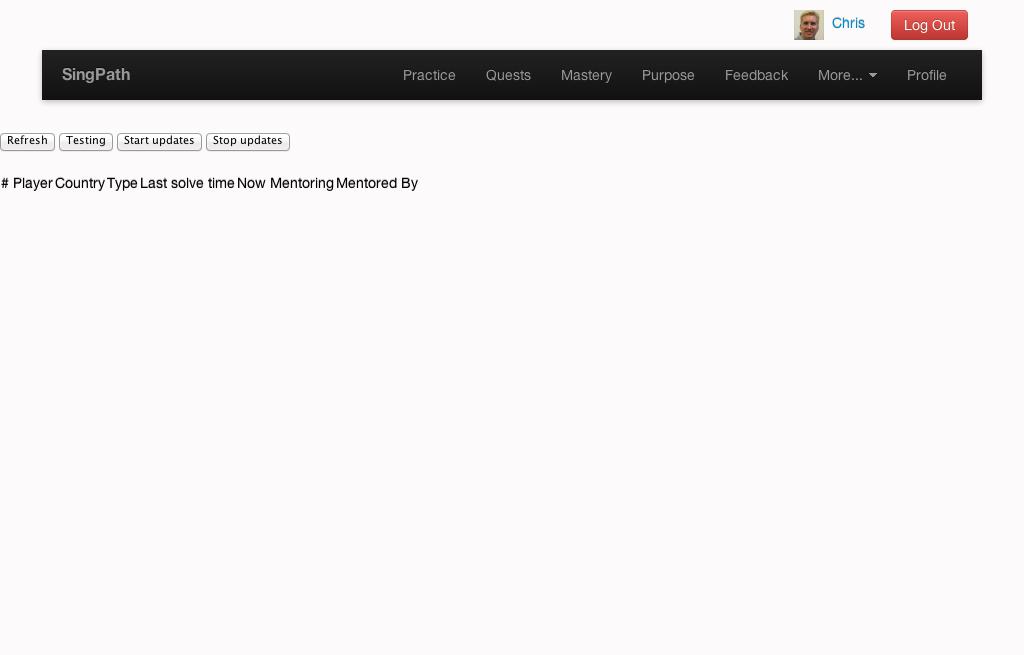 Chris Log Out
SingPath Practice Quests Mastery Purpose Feedback More... Profile
Refresh Testing Start updates Stop updates
# Player Country Type Last solve time Now Mentoring Mentored By